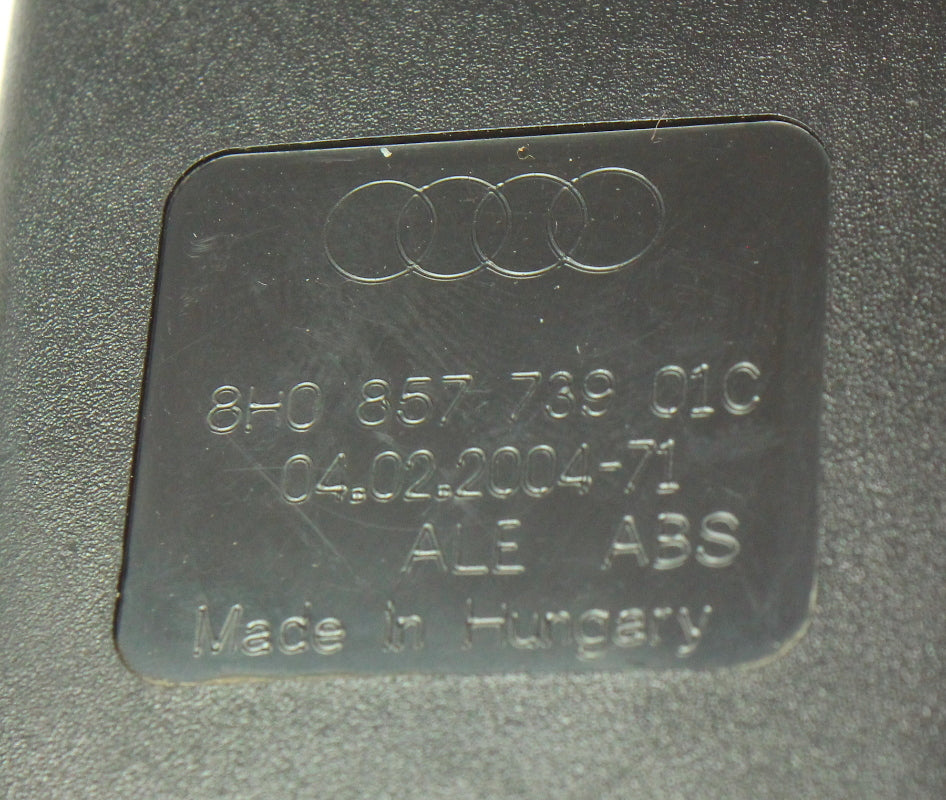 8H0 857 739 01C
04.02.2004-71
ALE ABS
Made In Hungary